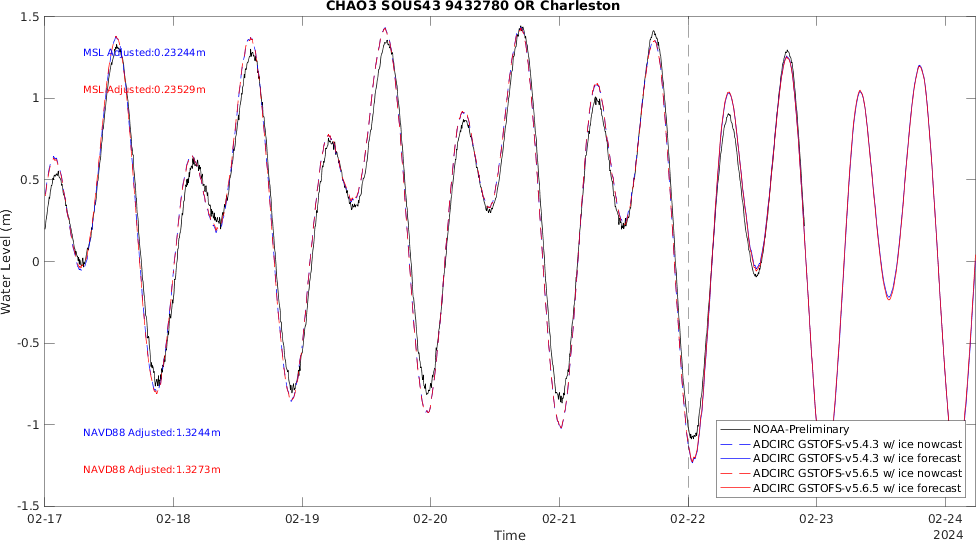 CHAO3 SOUS43 9432780 OR Charleston
1.5
MSL Adjusted:0.23244m
MSL Adjusted:0.23529m
1
0.5
0
-0.5
-1
-1.5
Water Level (m)
NAVD88 Adjusted:1.3244m
NAVD88 Adjusted:1.3273m
NOAA-Preliminary
ADCIRC GSTOFS-v5.4.3 w/ ice nowcast
ADCIRC GSTOFS-v5.4.3 w/ ice forecast
ADCIRC GSTOFS-v5.6.5 w/ ice nowcast
ADCIRC GSTOFS-v5.6.5 w/ ice forecast
02-17 02-18 02-19 02-20 02-21 02-22 02-23 02-24
Time
2024